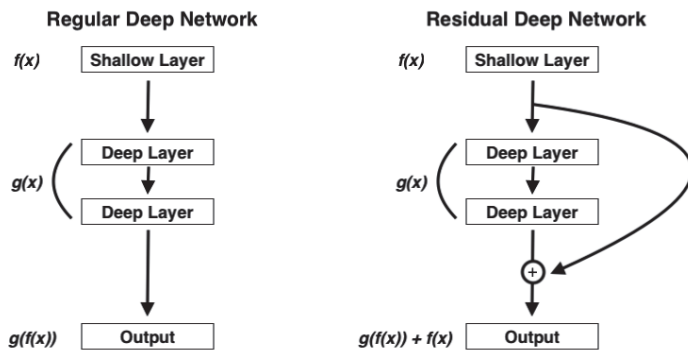 Regular Deep Network
f(x)
Shallow Layer
Deep Layer
g(x)
Deep Layer
g(f(x))
Output
Residual Deep Network
f(x)
Shallow Layer
Deep Layer
g(x)
Deep Layer
+
g(f(x)) + f(x)
Output